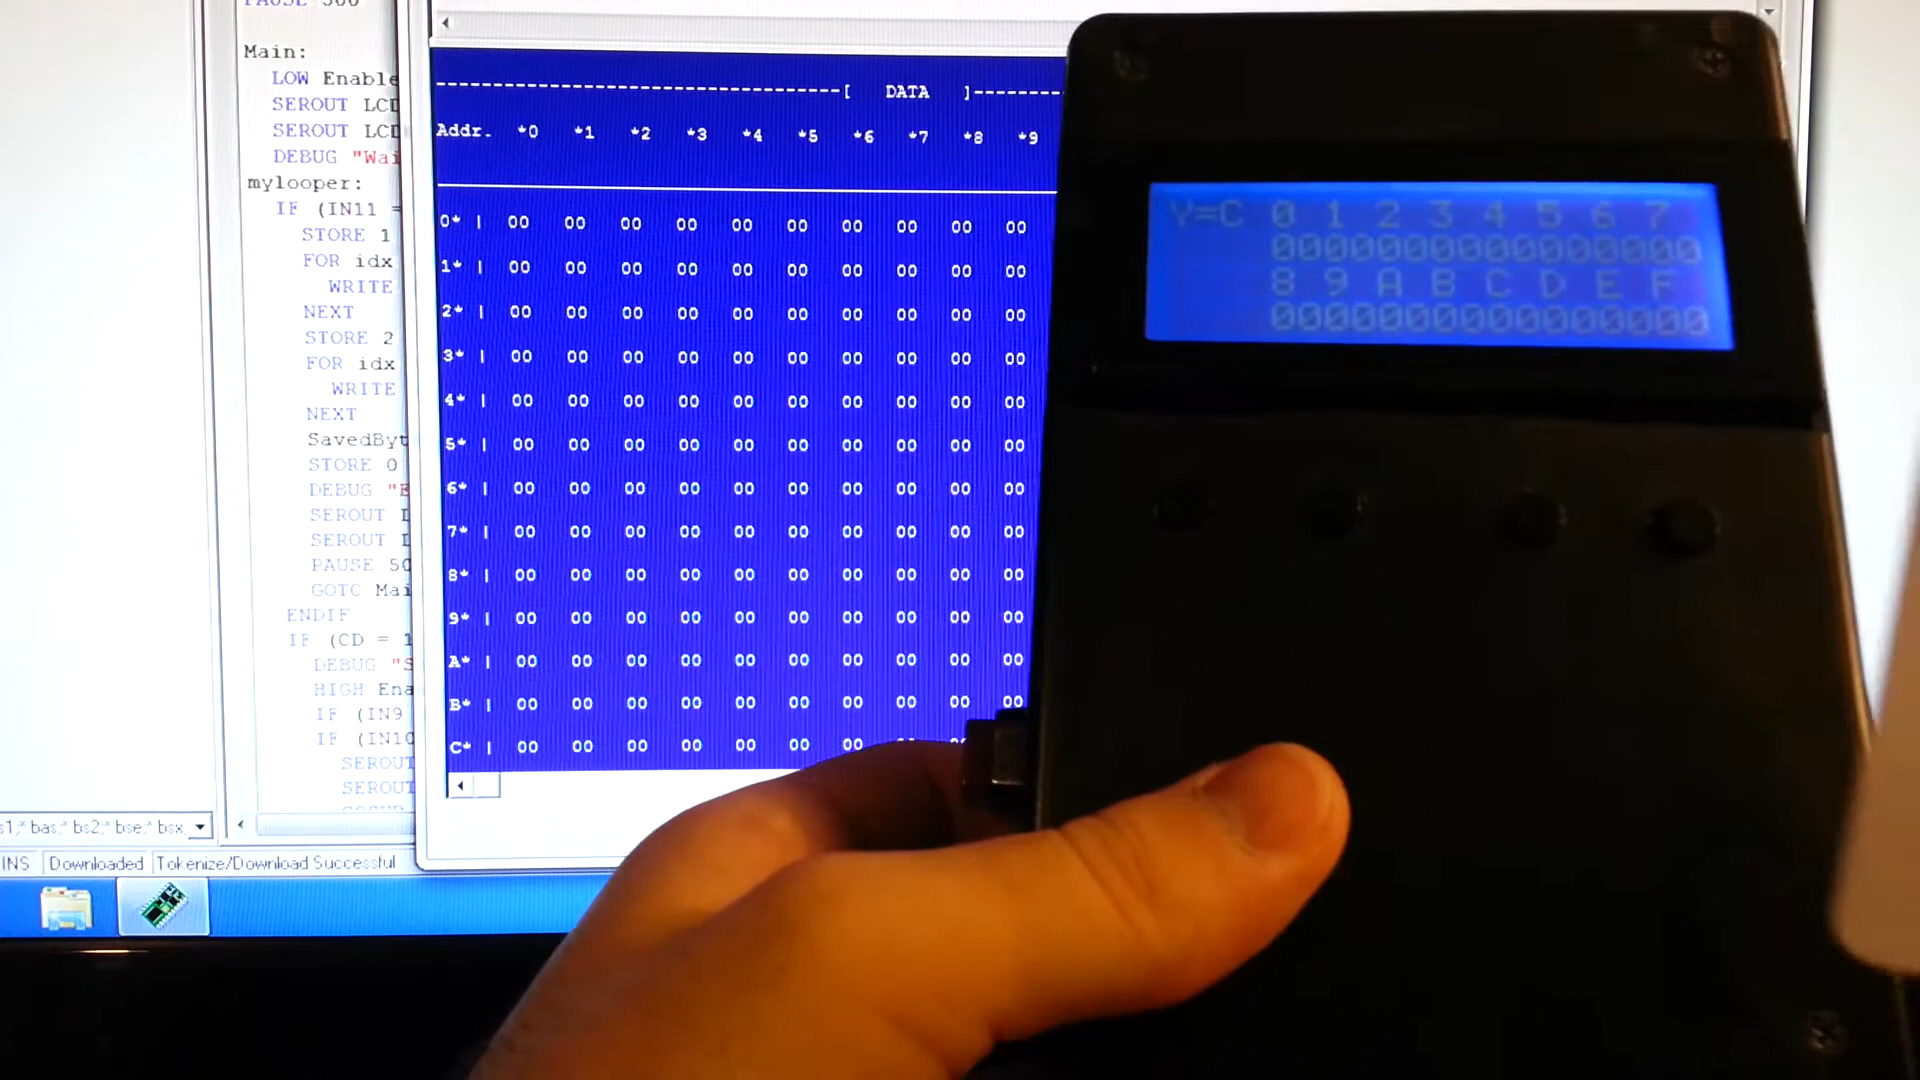 Main:
LOW Enable
SEROUT LCD
SEROUT LCD
DEBUG "Wai
mylooper:
IF (IN11 =
STORE 1
FOR idx
WRITE
NEXT
STORE 2
FOR idx
WRITE
NEXT
SavedByt
STORE 0
DEBUG "E
SEROUT L
SEROUT L
PAUSE 50
GOTO Mai
ENDIF
IF (CD = 1
DEBUG "S
HIGH Ena
IF (IN9
IF (IN10
SEROUT
SEROUT
s1;* bas;* bs2;* bse;* bsx
INS Downloaded Tokenize/Download Successful
[ DATA ]
Addr. *0 *1 *2 *3 *4 *5 *6 *7 *8 *9
0* | 00 00 00 00 00 00 00 00 00 00
1* | 00 00 00 00 00 00 00 00 00 00
2* | 00 00 00 00 00 00 00 00 00 00
3* | 00 00 00 00 00 00 00 00 00 00
4* | 00 00 00 00 00 00 00 00 00 00
5* | 00 00 00 00 00 00 00 00 00 00
6* | 00 00 00 00 00 00 00 00 00 00
7* | 00 00 00 00 00 00 00 00 00 00
8* | 00 00 00 00 00 00 00 00 00 00
9* | 00 00 00 00 00 00 00 00 00 00
A* | 00 00 00 00 00 00 00 00 00 00
B* | 00 00 00 00 00 00 00 00 00 00
C* | 00 00 00 00 00 00 00
Y=C 0 1 2 3 4 5 6 7
0000000000000000
8 9 A B C D E F
0000000000000000